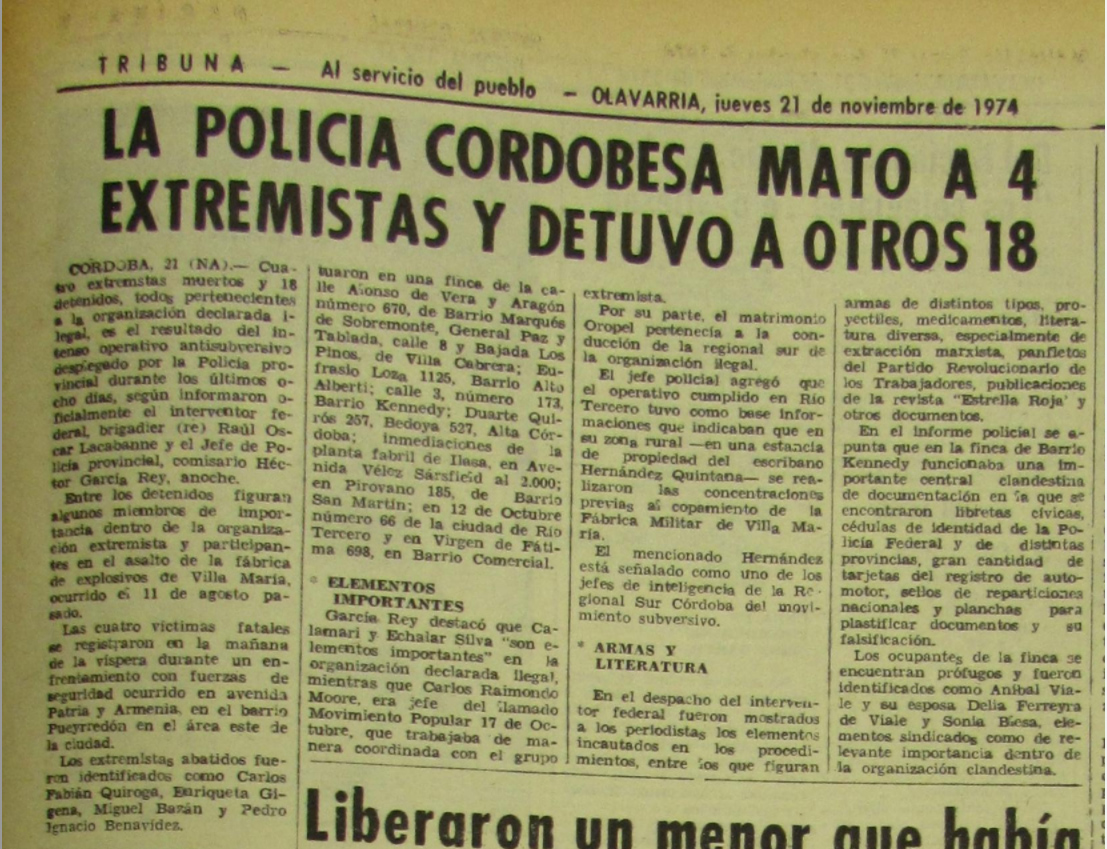 TRIBUNA — Al servicio del pueblo — OLAVARRIA, jueves 21 de noviembre de 1974
LA POLICIA CORDOBESA MATO A 4
EXTREMISTAS Y DETUVO A OTROS 18
CORDOBA, 21 (NA).— Cua-
tro extremstas muertos y 18
detenidos, todos pertenecientes
a la organización declarada i-
legal, es el resultado del in-
tenso operativo antisubversivo
desplegado por la Policía pro-
vincial durante los últimos o-
cho días, según informaron o-
ficialmente el interventor fe-
deral, brigadier (re) Raúl Os-
car Lacabanne y el Jefe de Po-
licía provincial, comisario Héc-
tor García Rey, anoche.
Entre los detenidos figuran
algunos miembros de impor-
tancia dentro de la organiza-
ción extremista y participan-
tes en el asalto de la fábrica
de explosivos de Villa María,
ocurrido el 11 de agosto pa-
sado.
Las cuatro víctimas fatales
se registraron en la mañana
de la víspera durante un en-
frentamiento con fuerzas de
seguridad ocurrido en avenida
Patria y Armenia, en el barrio
Pueyrredón en el área este de
la ciudad.
Los extremistas abatidos fue-
ron identificados como Carlos
Fabián Quiroga, Enriqueta Gi-
gena, Miguel Bazán y Pedro
Ignacio Benavidez.
tuaron en una finca de la ca-
lle Alonso de Vera y Aragón
número 670, de Barrio Marqués
de Sobremonte, General Paz y
Tablada, calle 8 y Bajada Los
Pinos, de Villa Cabrera; Eu-
frasio Loza 1125, Barrio Alto
Alberti; calle 3, número 173,
Barrio Kennedy; Duarte Qui-
rós 257, Bedoya 527, Alta Cór-
doba; inmediaciones de la
planta fabril de Ilasa, en Ave-
nida Vélez Sársfield al 2.000;
en Pirovano 185, de Barrio
San Martín; en 12 de Octubre
número 66 de la ciudad de Río
Tercero y en Virgen de Fáti-
ma 698, en Barrio Comercial.
* ELEMENTOS
IMPORTANTES
García Rey destacó que Ca-
lamari y Echalar Silva "son e-
lementos importantes" en la
organización declarada ilegal,
mientras que Carlos Raimondo
Moore, era jefe del llamado
Movimiento Popular 17 de Oc-
tubre, que trabajaba de ma-
nera coordinada con el grupo
extremista.
Por su parte, el matrimonio
Oropel pertenecía a la con-
ducción de la regional sur de
la organización ilegal.
El jefe policial agregó que
el operativo cumplido en Río
Tercero tuvo como base infor-
maciones que indicaban que en
su zona rural —en una estancia
de propiedad del escribano
Hernández Quintana— se rea-
lizaron las concentraciones
previas al copamiento de la
Fábrica Militar de Villa Ma-
ría.
El mencionado Hernández
está señalado como uno de los
jefes de inteligencia de la Re-
gional Sur Córdoba del movi-
miento subversivo.
* ARMAS Y
LITERATURA
En el despacho del interven-
tor federal fueron mostrados
a los periodistas los elementos
incautados en los procedi-
mientos, entre los que figuran
armas de distintos tipos, pro-
yectiles, medicamentos, litera-
tura diversa, especialmente de
extracción marxista, panfletos
del Partido Revolucionario de
los Trabajadores, publicaciones
de la revista "Estrella Roja' y
otros documentos.
En el informe policial se a-
punta que en la finca de Barrio
Kennedy funcionaba una im-
portante central clandestina
de documentación en la que se
encontraron libretas cívicas,
cédulas de identidad de la Po-
licía Federal y de distintas
provincias, gran cantidad de
tarjetas del registro de auto-
motor, sellos de reparticiones
nacionales y planchas para
plastificar documentos y su
falsificación.
Los ocupantes de la finca se
encuentran prófugos y fueron
identificados como Aníbal Via-
le y su esposa Delia Ferreyra
de Viale y Sonia Blesa, ele-
mentos sindicados como de re-
levante importancia dentro de
la organización clandestina.
Liberaron un menor que había